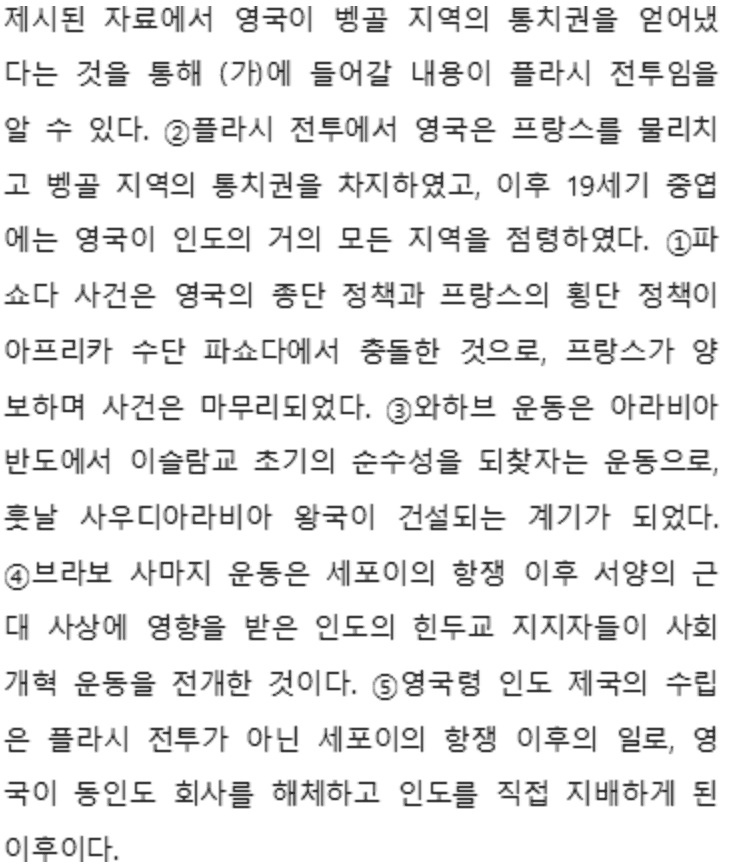 제시된 자료에서 영국이 벵골 지역의 통치권을 얻어냈
다는 것을 통해 (가)에 들어갈 내용이 플라시 전투임을
알 수 있다. ②플라시 전투에서 영국은 프랑스를 물리치
고 벵골 지역의 통치권을 차지하였고, 이후 19세기 중엽
에는 영국이 인도의 거의 모든 지역을 점령하였다. ①파
쇼다 사건은 영국의 종단 정책과 프랑스의 횡단 정책이
아프리카 수단 파쇼다에서 충돌한 것으로, 프랑스가 양
보하며 사건은 마무리되었다. ③와하브 운동은 아라비아
반도에서 이슬람교 초기의 순수성을 되찾자는 운동으로,
훗날 사우디아라비아 왕국이 건설되는 계기가 되었다.
④브라보 사마지 운동은 세포이의 항쟁 이후 서양의 근
대 사상에 영향을 받은 인도의 힌두교 지지자들이 사회
개혁 운동을 전개한 것이다. ⑤영국령 인도 제국의 수립
은 플라시 전투가 아닌 세포이의 항쟁 이후의 일로, 영
국이 동인도 회사를 해체하고 인도를 직접 지배하게 된
이후이다.